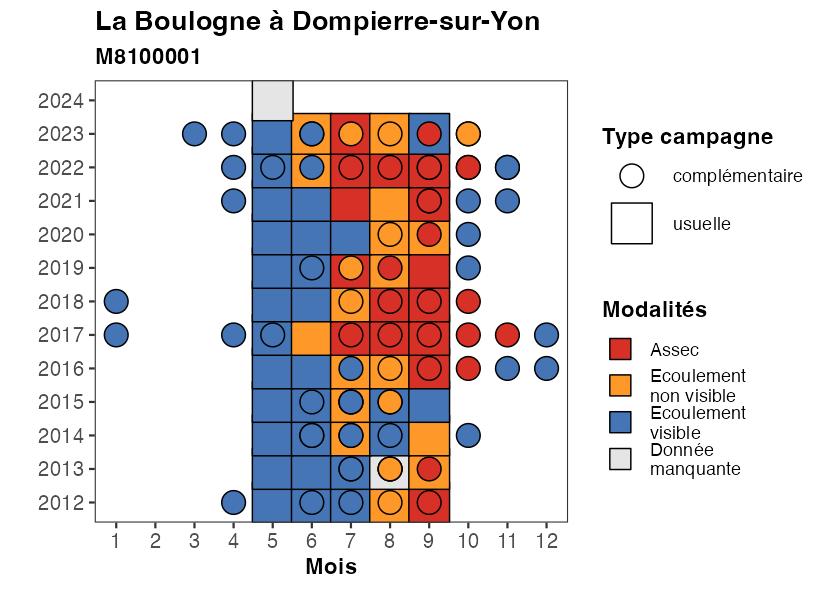 La Boulogne à Dompierre-sur-Yon
M8100001
2024
2023
2022
2021
2020
2019
2018
2017
2016
2015
2014
2013
2012
1 2 3 4 5 6 7 8 9 10 11 12
Mois
Type campagne
complémentaire
usuelle
Modalités
Assec
Ecoulement
non visible
Ecoulement
visible
Donnée
manquante